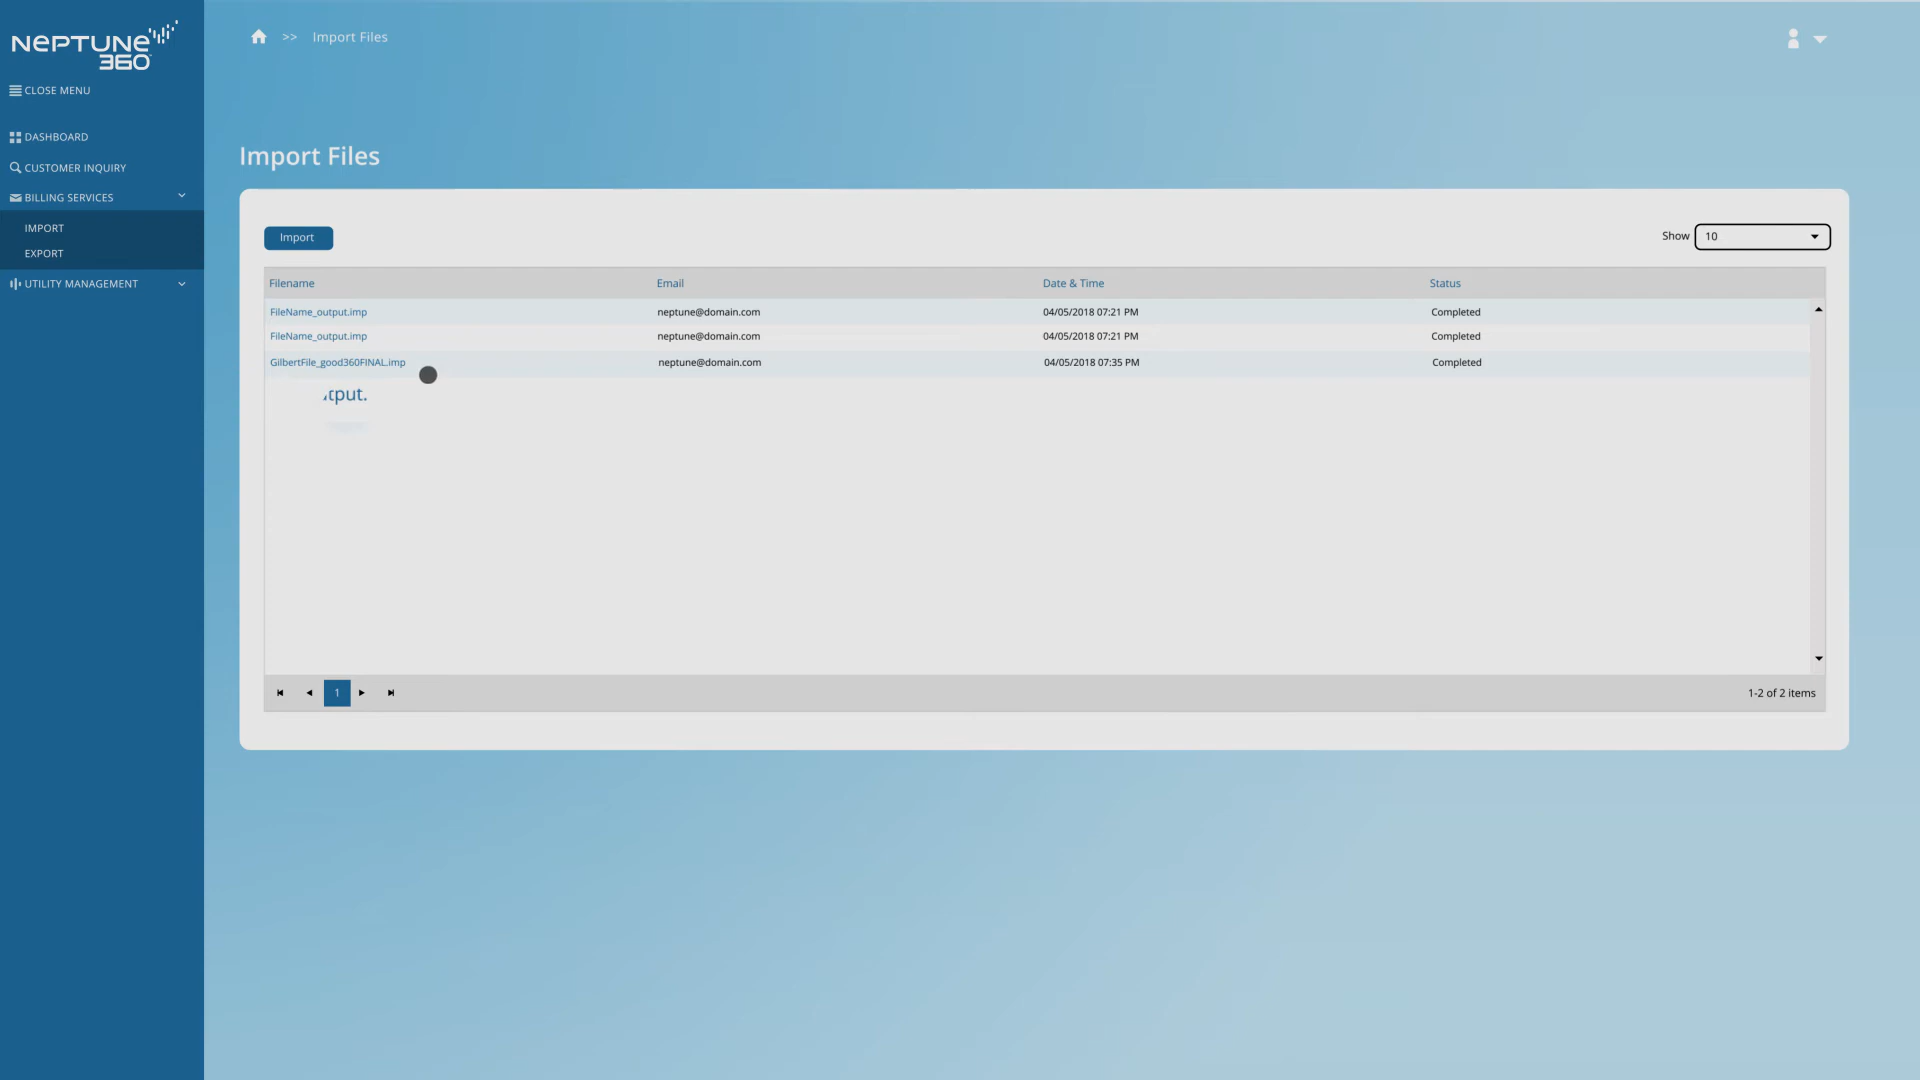 NEPTUNE
360
>> Import Files
CLOSE MENU
DASHBOARD
CUSTOMER INQUIRY
BILLING SERVICES
IMPORT
EXPORT
UTILITY MANAGEMENT
Import Files
Import
Show 10
Filename Email Date & Time Status
FileName_output.imp neptune@domain.com 04/05/2018 07:21 PM Completed
FileName_output.imp neptune@domain.com 04/05/2018 07:21 PM Completed
GilbertFile_good360FINAL.imp neptune@domain.com 04/05/2018 07:35 PM Completed
tput.
1
1-2 of 2 items